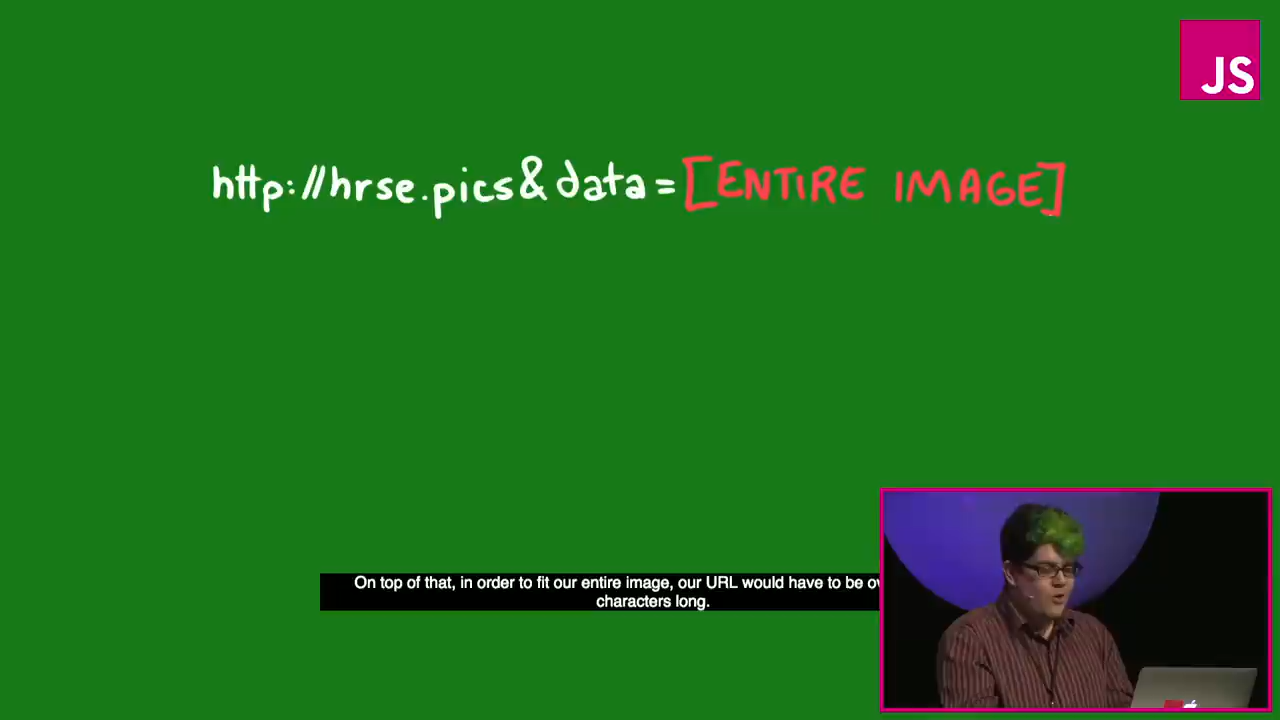 JS
http://hrse.pics&data=[ENTIRE IMAGE]
On top of that, in order to fit our entire image, our URL would have to be
characters long.